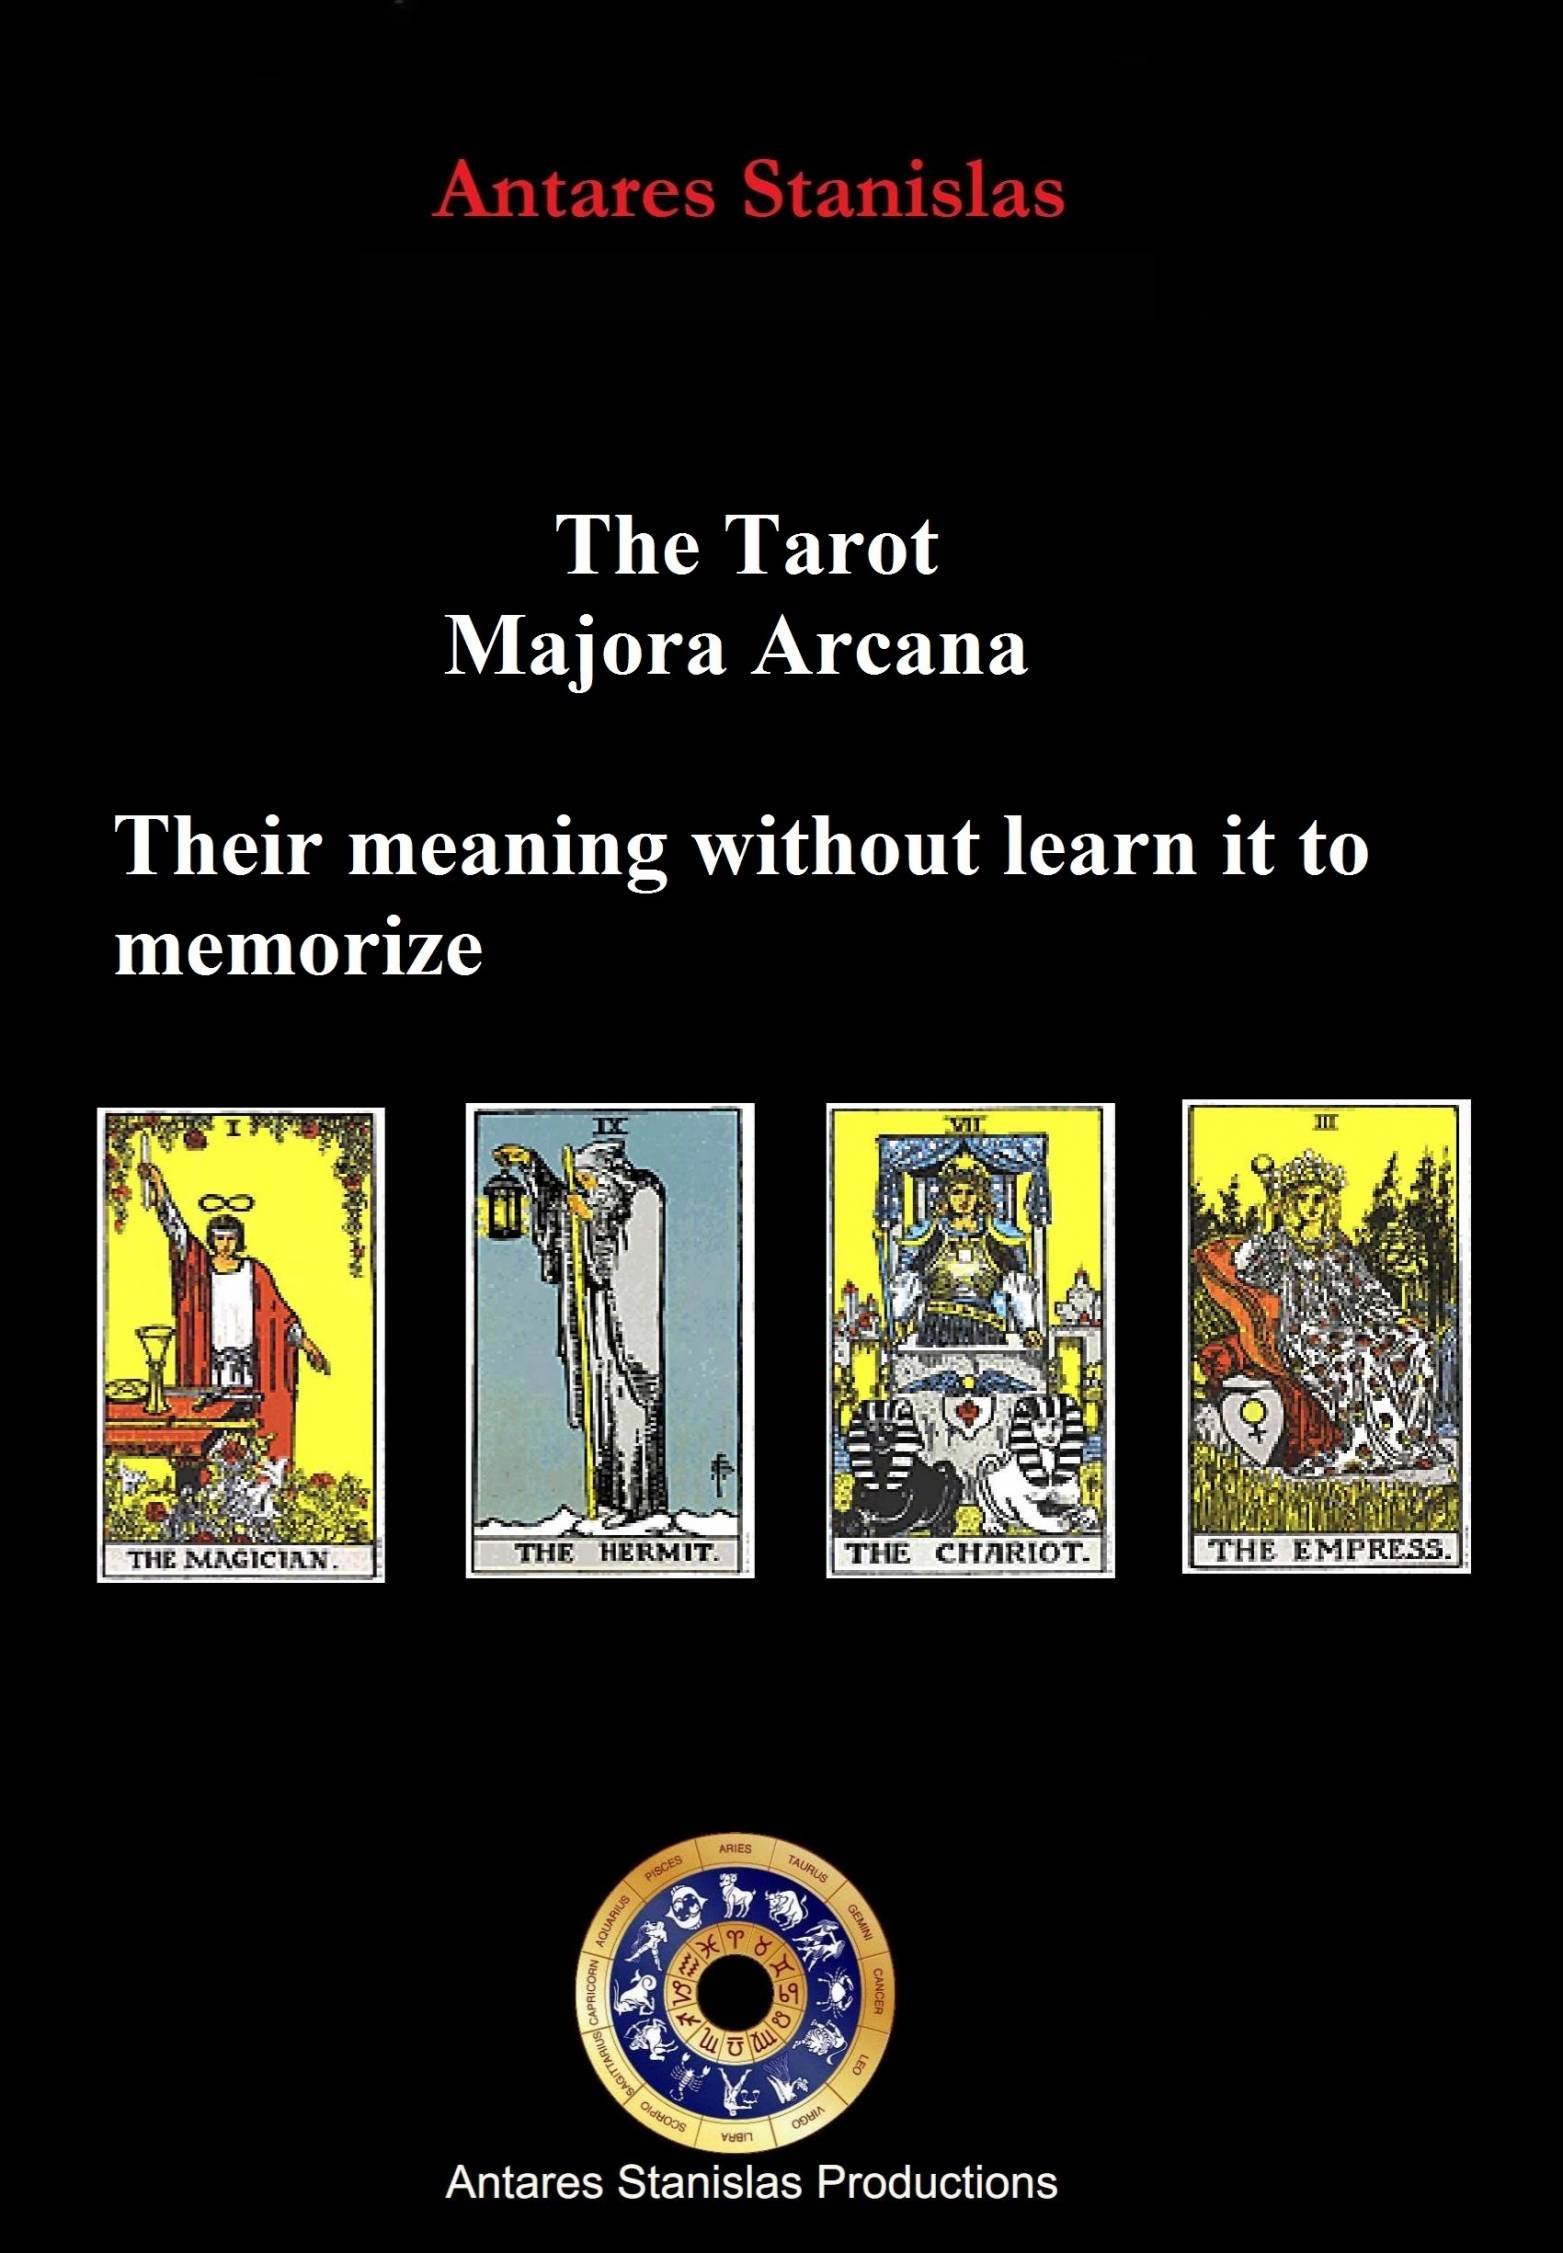 Antares Stanislas
The Tarot
Majora Arcana
Their meaning without learn it to
memorize
I
IX
VII
III
THE MAGICIAN.
THE HERMIT.
THE CHARIOT.
THE EMPRESS.
ARIES
TAURUS
GEMINI
CANCER
LEO
VIRGO
LIBRA
SCORPIO
SAGITTARIUS
CAPRICORN
AQUARIUS
PISCES
Antares Stanislas Productions